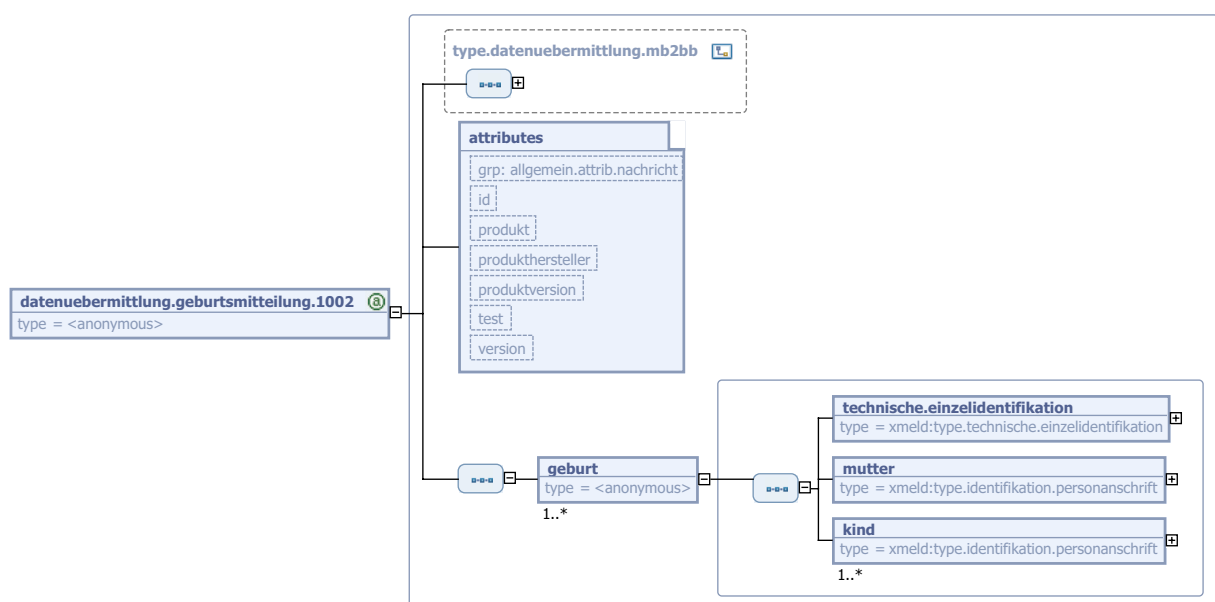 type.datenuebermittlung.mb2bb
attributes
grp: allgemein.attrib.nachricht
id
produkt
produkthersteller
produktversion
test
version
datenuebermittlung.geburtsmitteilung.1002 a
type = <anonymous>
geburt
type = <anonymous>
1..*
technische.einzelidentifikation
type = xmeld:type.technische.einzelidentifikation
mutter
type = xmeld:type.identifikation.personanschrift
kind
type = xmeld:type.identifikation.personanschrift
1..*